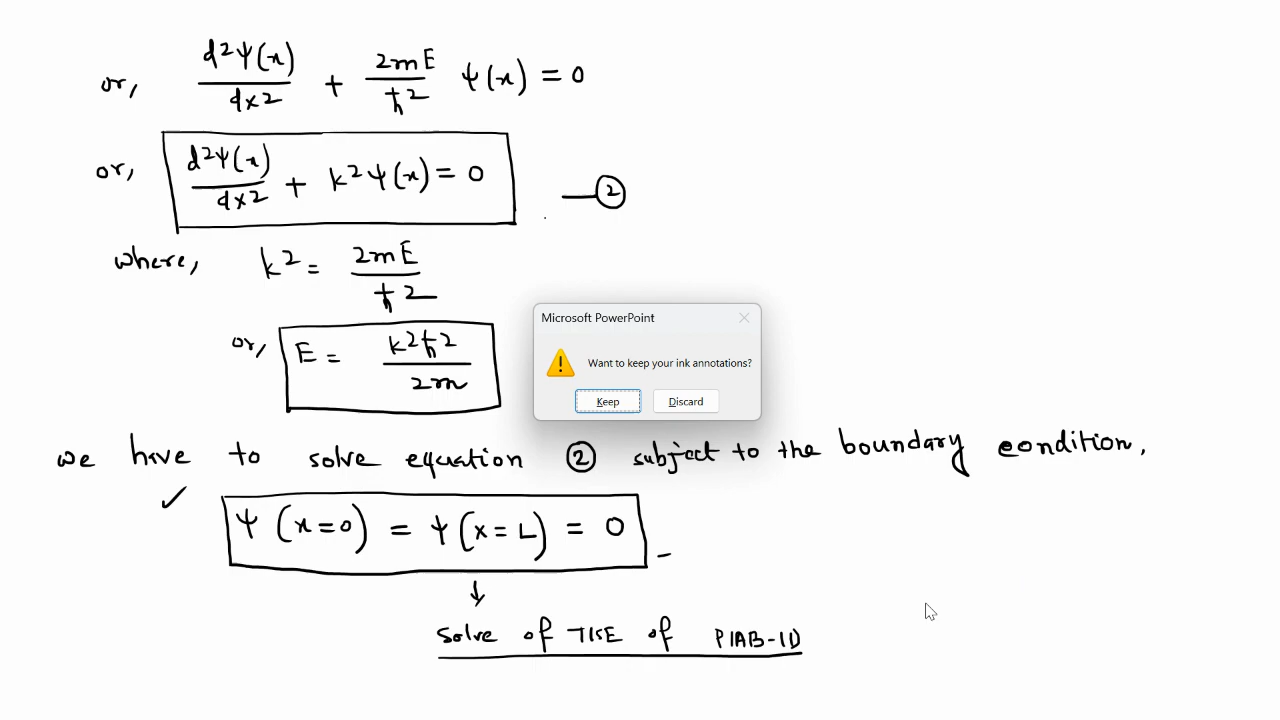 or, d²Ψ(x)/dx2 + 2mE/ħ2 Ψ(x) = 0
or, d²Ψ(x)/dx2 + k²Ψ(x) = 0 — ②
where, k² = 2mE/ħ2
or, E = k²ħ²/2m
Microsoft PowerPoint
Want to keep your ink annotations?
Keep Discard
we have to solve equation ② subject to the boundary condition,
✓ Ψ (x=0) = Ψ (x=L) = 0 –
↓
solve of TISE of PIAB-1D